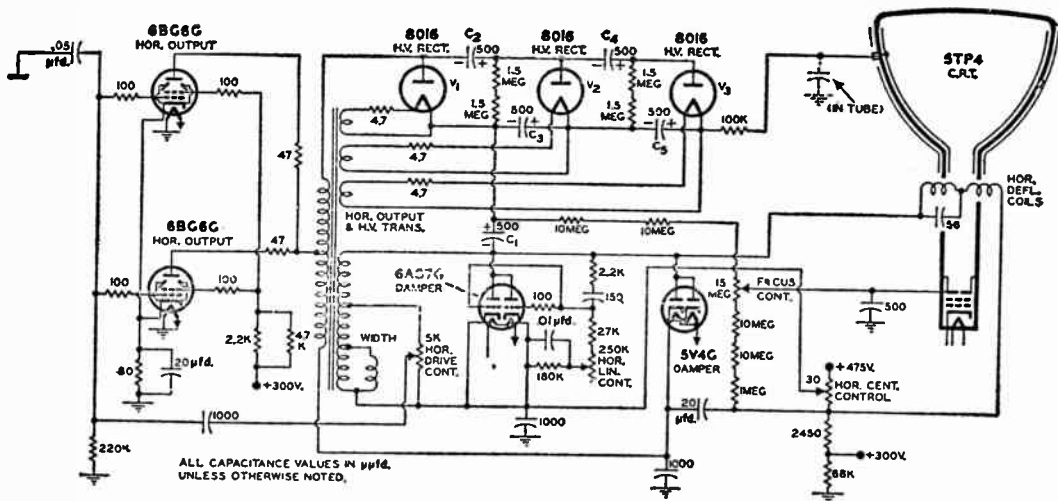 6BG6G
HOR. OUTPUT
.05
µfd.
100
100
47
6BG6G
HOR. OUTPUT
47
100
100
2.2K
4.7
K
80
20µfd.
+300V.
1000
220K
ALL CAPACITANCE VALUES IN µµfd.
UNLESS OTHERWISE NOTED.
8016
H.V. RECT.
V1
C2
500
1.5
MEG
1.5
MEG
8016
H.V. RECT.
V2
500
C3
C4
500
1.5
MEG
1.5
MEG
8016
H.V. RECT.
V3
500
C5
100K
4.7
4.7
4.7
HOR. OUTPUT
& H.V. TRANS.
500
C1
10MEG
10MEG
6AS7G
DAMPER
WIDTH
5K
HOR.
DRIVE
CONT.
100
.01µfd.
180K
2.2K
150
27K
250K
HOR.
LIN.
CONT.
1000
5V4G
DAMPER
20
µfd.
1000
15
MEG
FOCUS
CONT.
10MEG
10MEG
1MEG
500
+475V.
30
HOR. CENT.
CONTROL
2450
+300V.
68K
5TP4
C.R.T.
(IN TUBE)
HOR.
DEFL.
COILS
56